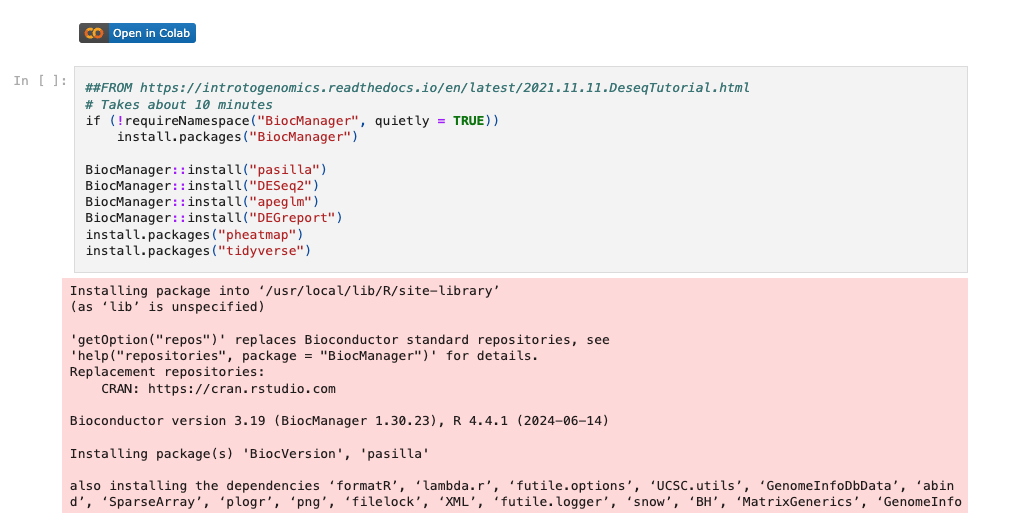 Open in Colab
In [ ]:
##FROM https://introtogenomics.readthedocs.io/en/latest/2021.11.11.DeseqTutorial.html
# Takes about 10 minutes
if (!requireNamespace("BiocManager", quietly = TRUE))
    install.packages("BiocManager")
BiocManager::install("pasilla")
BiocManager::install("DESeq2")
BiocManager::install("apeglm")
BiocManager::install("DEGreport")
install.packages("pheatmap")
install.packages("tidyverse")
Installing package into ‘/usr/local/lib/R/site-library’
(as ‘lib’ is unspecified)
'getOption("repos")' replaces Bioconductor standard repositories, see
'help("repositories", package = "BiocManager")' for details.
Replacement repositories:
    CRAN: https://cran.rstudio.com
Bioconductor version 3.19 (BiocManager 1.30.23), R 4.4.1 (2024-06-14)
Installing package(s) 'BiocVersion', 'pasilla'
also installing the dependencies ‘formatR’, ‘lambda.r’, ‘futile.options’, ‘UCSC.utils’, ‘GenomeInfoDbData’, ‘abin
d’, ‘SparseArray’, ‘plogr’, ‘png’, ‘filelock’, ‘XML’, ‘futile.logger’, ‘snow’, ‘BH’, ‘MatrixGenerics’, ‘GenomeInfo